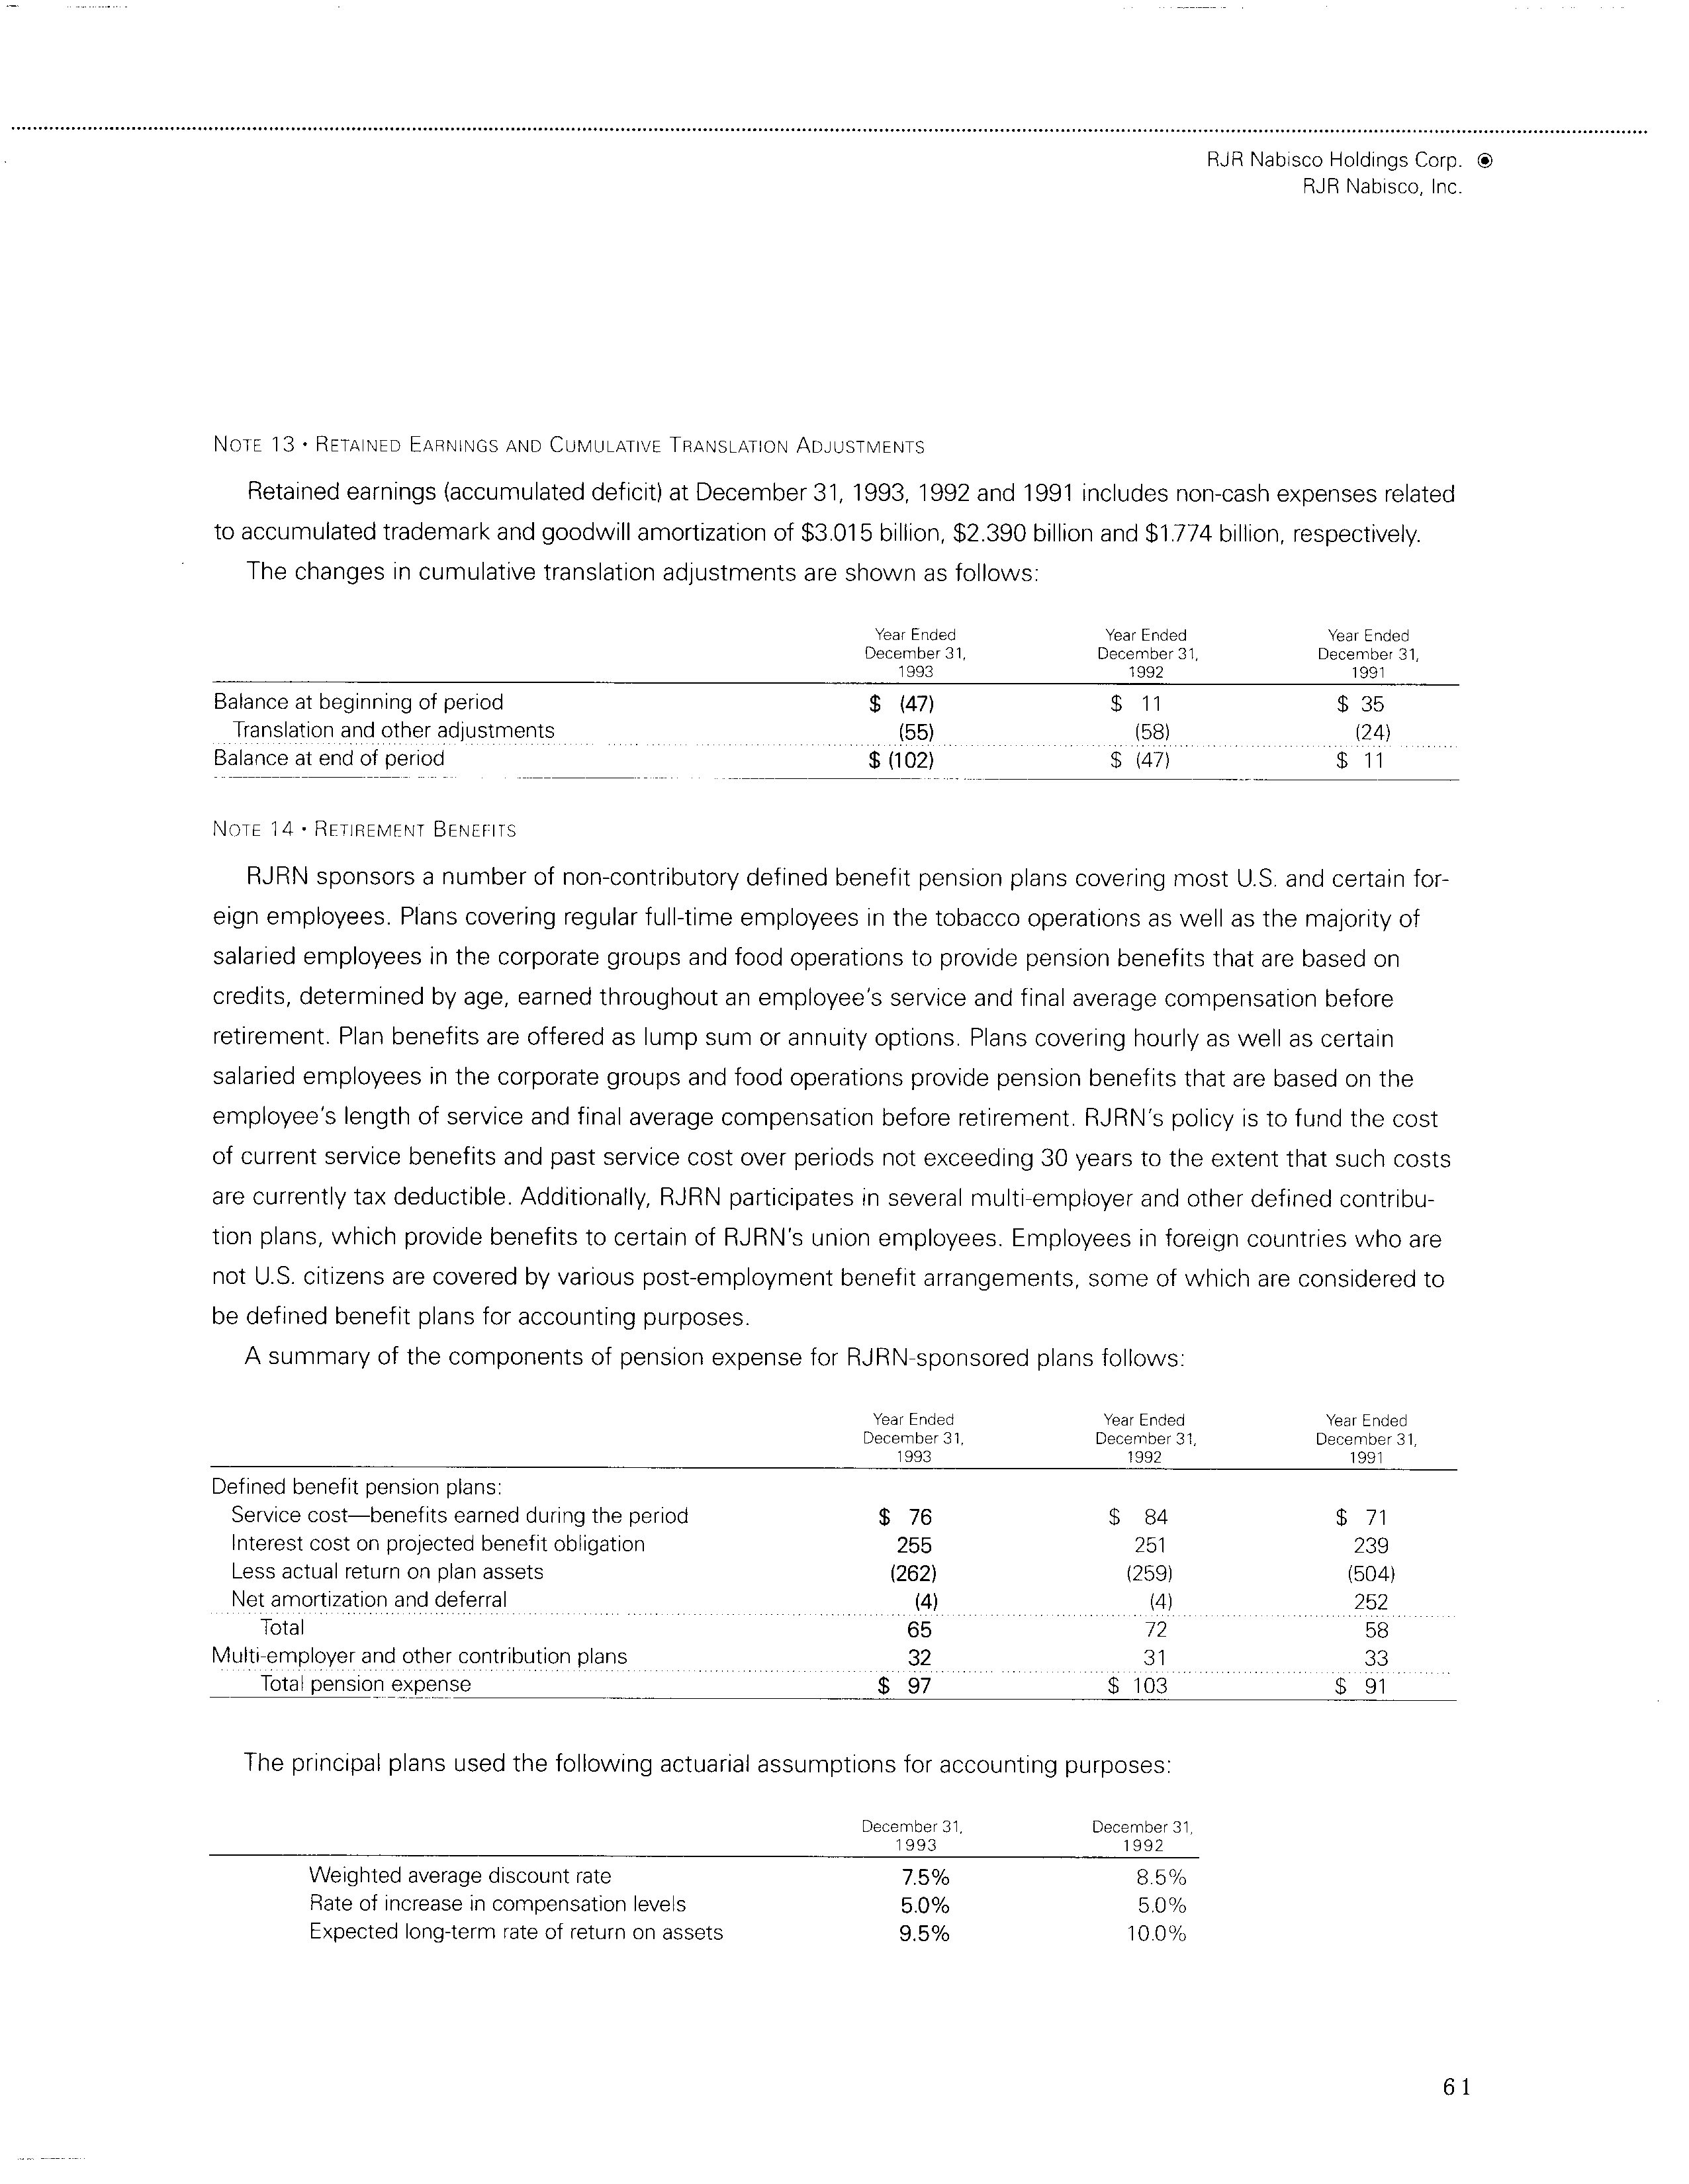 RJR Nabisco Holdings Corp.
RJR Nabisco, Inc.
NOTE 13 • RETAINED EARNINGS AND CUMULATIVE TRANSLATION ADJUSTMENTS
Retained earnings (accumulated deficit) at December 31, 1993, 1992 and 1991 includes non-cash expenses related
to accumulated trademark and goodwill amortization of $3.015 billion, $2.390 billion and $1.774 billion, respectively.
The changes in cumulative translation adjustments are shown as follows:
Year Ended Year Ended Year Ended
December 31, December 31, December 31,
1993 1992 1991
Balance at beginning of period $ (47) $ 11 $ 35
Translation and other adjustments (55) (58) (24)
Balance at end of period $ (102) $ (47) $ 11
NOTE 14 • RETIREMENT BENEFITS
RJRN sponsors a number of non-contributory defined benefit pension plans covering most U.S. and certain for-
eign employees. Plans covering regular full-time employees in the tobacco operations as well as the majority of
salaried employees in the corporate groups and food operations to provide pension benefits that are based on
credits, determined by age, earned throughout an employee's service and final average compensation before
retirement. Plan benefits are offered as lump sum or annuity options. Plans covering hourly as well as certain
salaried employees in the corporate groups and food operations provide pension benefits that are based on the
employee's length of service and final average compensation before retirement. RJRN's policy is to fund the cost
of current service benefits and past service cost over periods not exceeding 30 years to the extent that such costs
are currently tax deductible. Additionally, RJRN participates in several multi-employer and other defined contribu-
tion plans, which provide benefits to certain of RJRN's union employees. Employees in foreign countries who are
not U.S. citizens are covered by various post-employment benefit arrangements, some of which are considered to
be defined benefit plans for accounting purposes.
A summary of the components of pension expense for RJRN-sponsored plans follows:
Year Ended Year Ended Year Ended
December 31, December 31, December 31,
1993 1992 1991
Defined benefit pension plans:
Service cost—benefits earned during the period $ 76 $ 84 $ 71
Interest cost on projected benefit obligation 255 251 239
Less actual return on plan assets (262) (259) (504)
Net amortization and deferral (4) (4) 252
Total 65 72 58
Multi-employer and other contribution plans 32 31 33
Total pension expense $ 97 $ 103 $ 91
The principal plans used the following actuarial assumptions for accounting purposes:
December 31, December 31,
1993 1992
Weighted average discount rate 7.5% 8.5%
Rate of increase in compensation levels 5.0% 5.0%
Expected long-term rate of return on assets 9.5% 10.0%
61